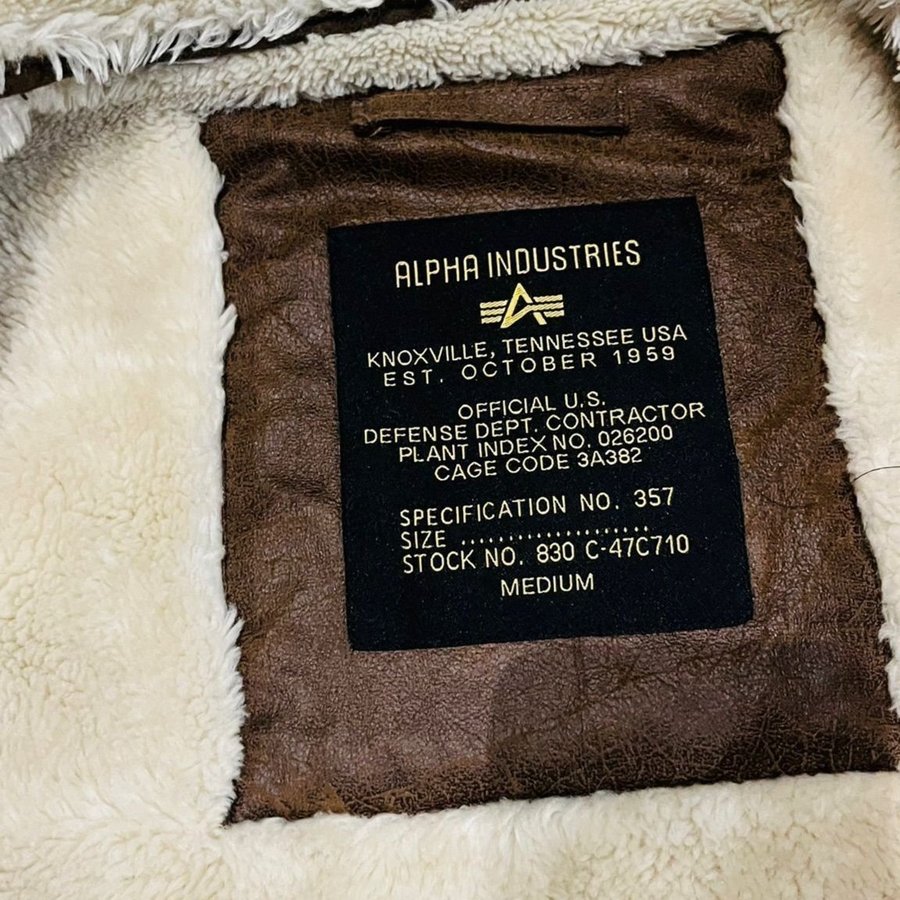 ALPHA INDUSTRIES
KNOXVILLE, TENNESSEE USA
EST. OCTOBER 1959
OFFICIAL U.S.
DEFENSE DEPT. CONTRACTOR
PLANT INDEX NO. 026200
CAGE CODE 3A382
SPECIFICATION NO. 357
SIZE ....................
STOCK NO. 830 C-47C710
MEDIUM